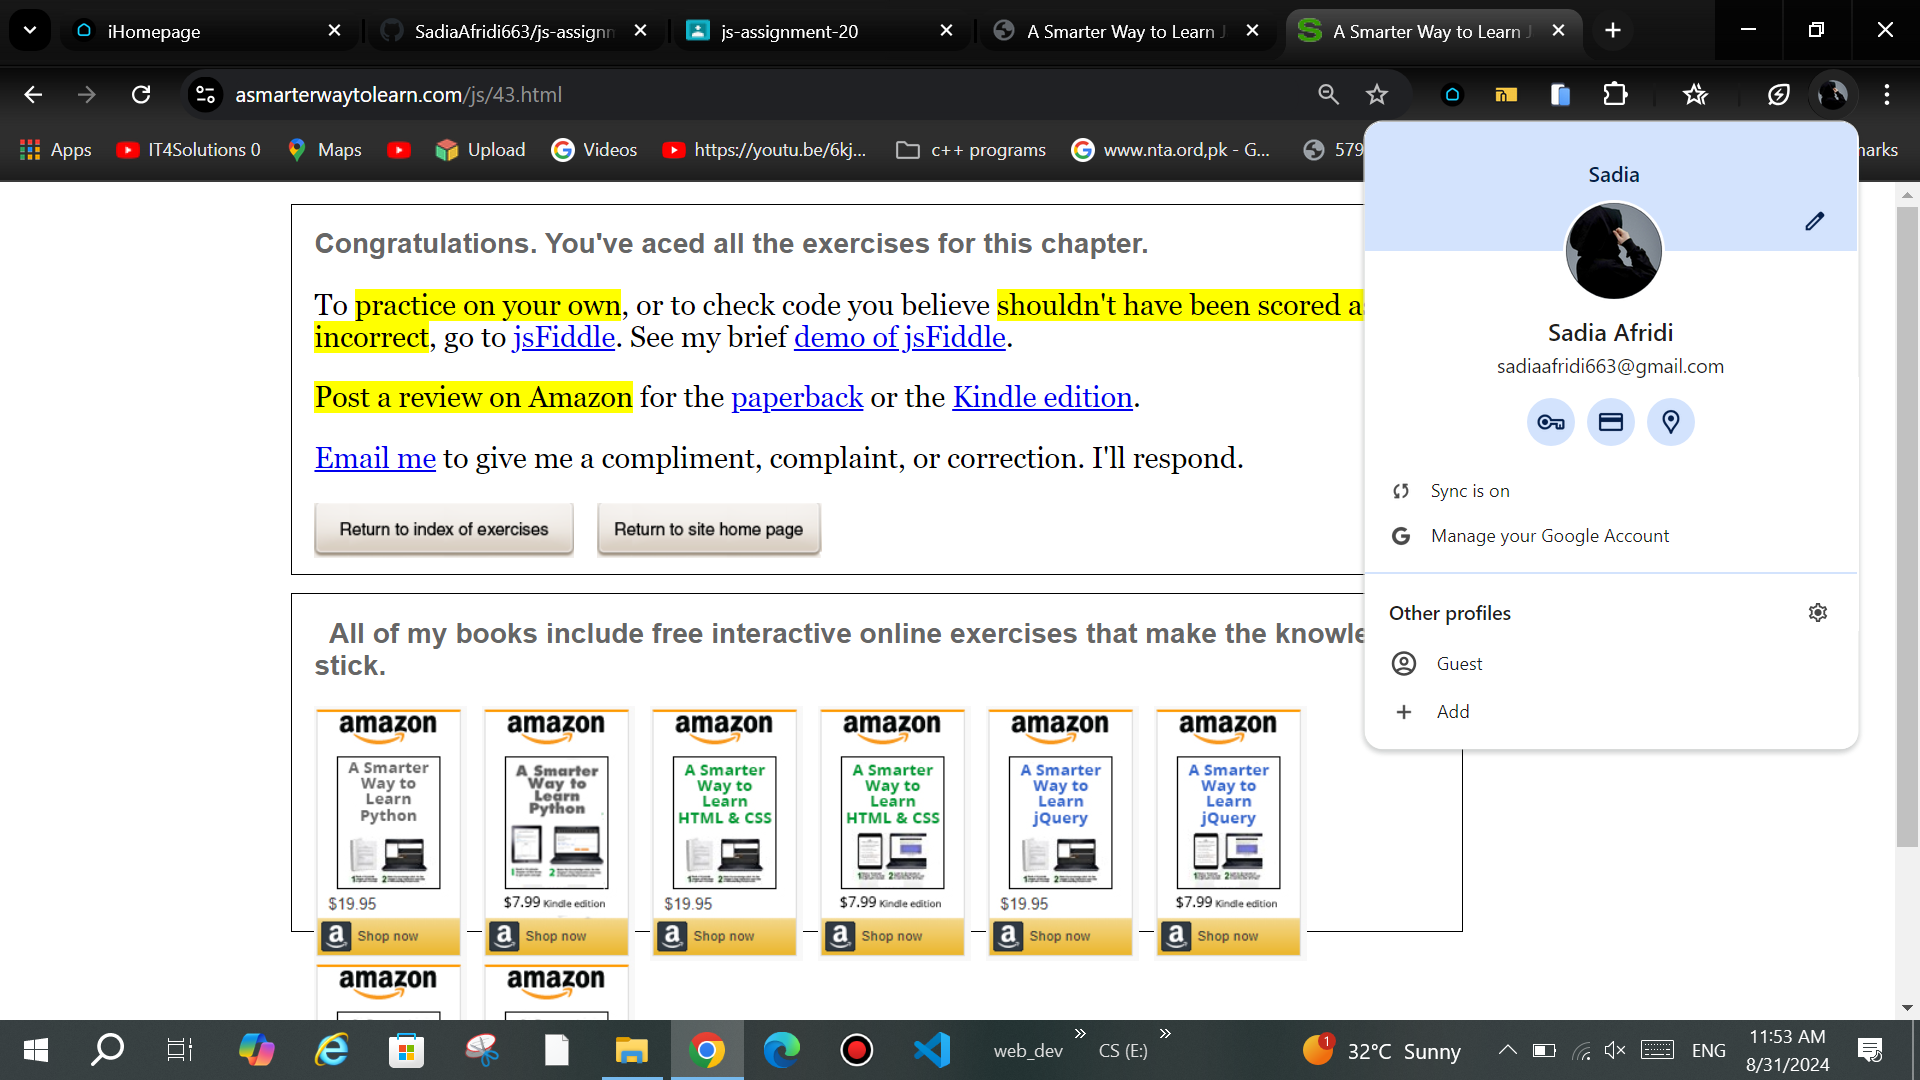 iHomepage
SadiaAfridi663/js-assignm
js-assignment-20
A Smarter Way to Learn J
A Smarter Way to Learn J
asmarterwaytolearn.com/js/43.html
Apps
IT4Solutions 0
Maps
Upload
Videos
https://youtu.be/6kj...
c++ programs
www.nta.ord,pk - G...
579
narks
Congratulations. You've aced all the exercises for this chapter.
To practice on your own, or to check code you believe shouldn't have been scored as
incorrect, go to jsFiddle. See my brief demo of jsFiddle.
Post a review on Amazon for the paperback or the Kindle edition.
Email me to give me a compliment, complaint, or correction. I'll respond.
Return to index of exercises
Return to site home page
All of my books include free interactive online exercises that make the knowle
stick.
amazon
A Smarter
Way to
Learn
Python
$19.95
Shop now
amazon
A Smarter
Way to
Learn
Python
$7.99 Kindle edition
Shop now
amazon
A Smarter
Way to
Learn
HTML & CSS
$19.95
Shop now
amazon
A Smarter
Way to
Learn
HTML & CSS
$7.99 Kindle edition
Shop now
amazon
A Smarter
Way to
Learn
jQuery
$19.95
Shop now
amazon
A Smarter
Way to
Learn
jQuery
$7.99 Kindle edition
Shop now
amazon
amazon
Sadia
Sadia Afridi
sadiaafridi663@gmail.com
Sync is on
Manage your Google Account
Other profiles
Guest
Add
web_dev
CS (E:)
1
32°C Sunny
ENG
11:53 AM
8/31/2024